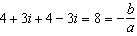 4 + 3i + 4 − 3i = 8 = −b/a